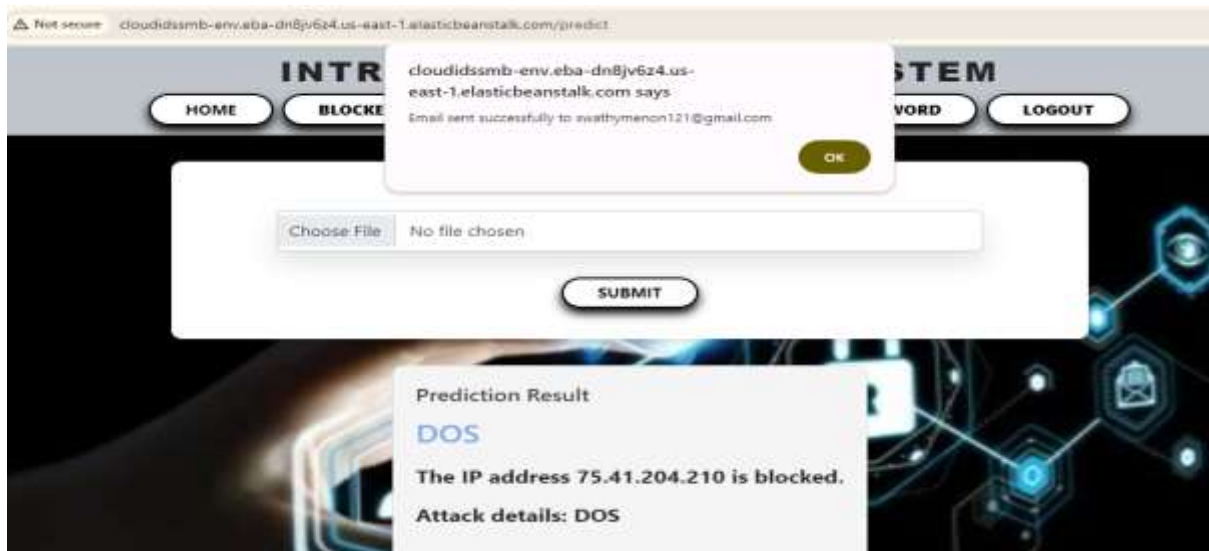 Not secure cloudidssmb-env.eba-dn8jv6z4.us-east-1.elasticbeanstalk.com/predict
INTR
STEM
cloudidssmb-env.eba-dn8jv6z4.us-
east-1.elasticbeanstalk.com says
Email sent successfully to swathymenon121@gmail.com
OK
HOME
BLOCKE
WORD
LOGOUT
Choose File No file chosen
SUBMIT
Prediction Result
DOS
The IP address 75.41.204.210 is blocked.
Attack details: DOS